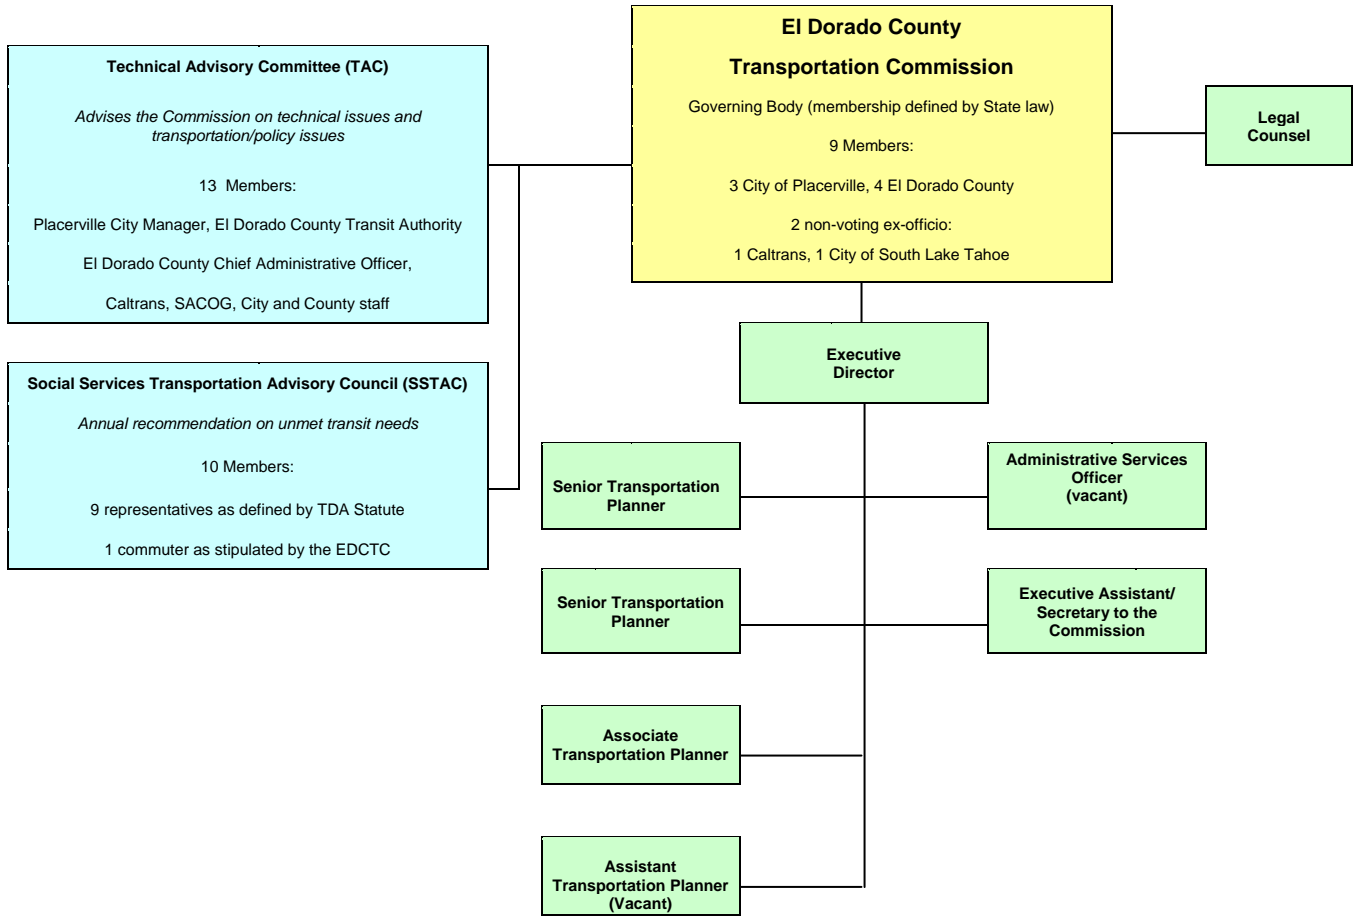 El Dorado County
Transportation Commission
Governing Body (membership defined by State law)
9 Members:
3 City of Placerville, 4 El Dorado County
2 non-voting ex-officio:
1 Caltrans, 1 City of South Lake Tahoe
Technical Advisory Committee (TAC)
Advises the Commission on technical issues and
transportation/policy issues
13  Members:
Placerville City Manager, El Dorado County Transit Authority
El Dorado County Chief Administrative Officer,
Caltrans, SACOG, City and County staff
Legal
Counsel
Social Services Transportation Advisory Council (SSTAC)
Annual recommendation on unmet transit needs
10 Members:
9 representatives as defined by TDA Statute
1 commuter as stipulated by the EDCTC
Executive
Director
Senior Transportation
Planner
Administrative Services
Officer
(vacant)
Senior Transportation
Planner
Executive Assistant/
Secretary to the
Commission
Associate
Transportation Planner
Assistant
Transportation Planner
(Vacant)